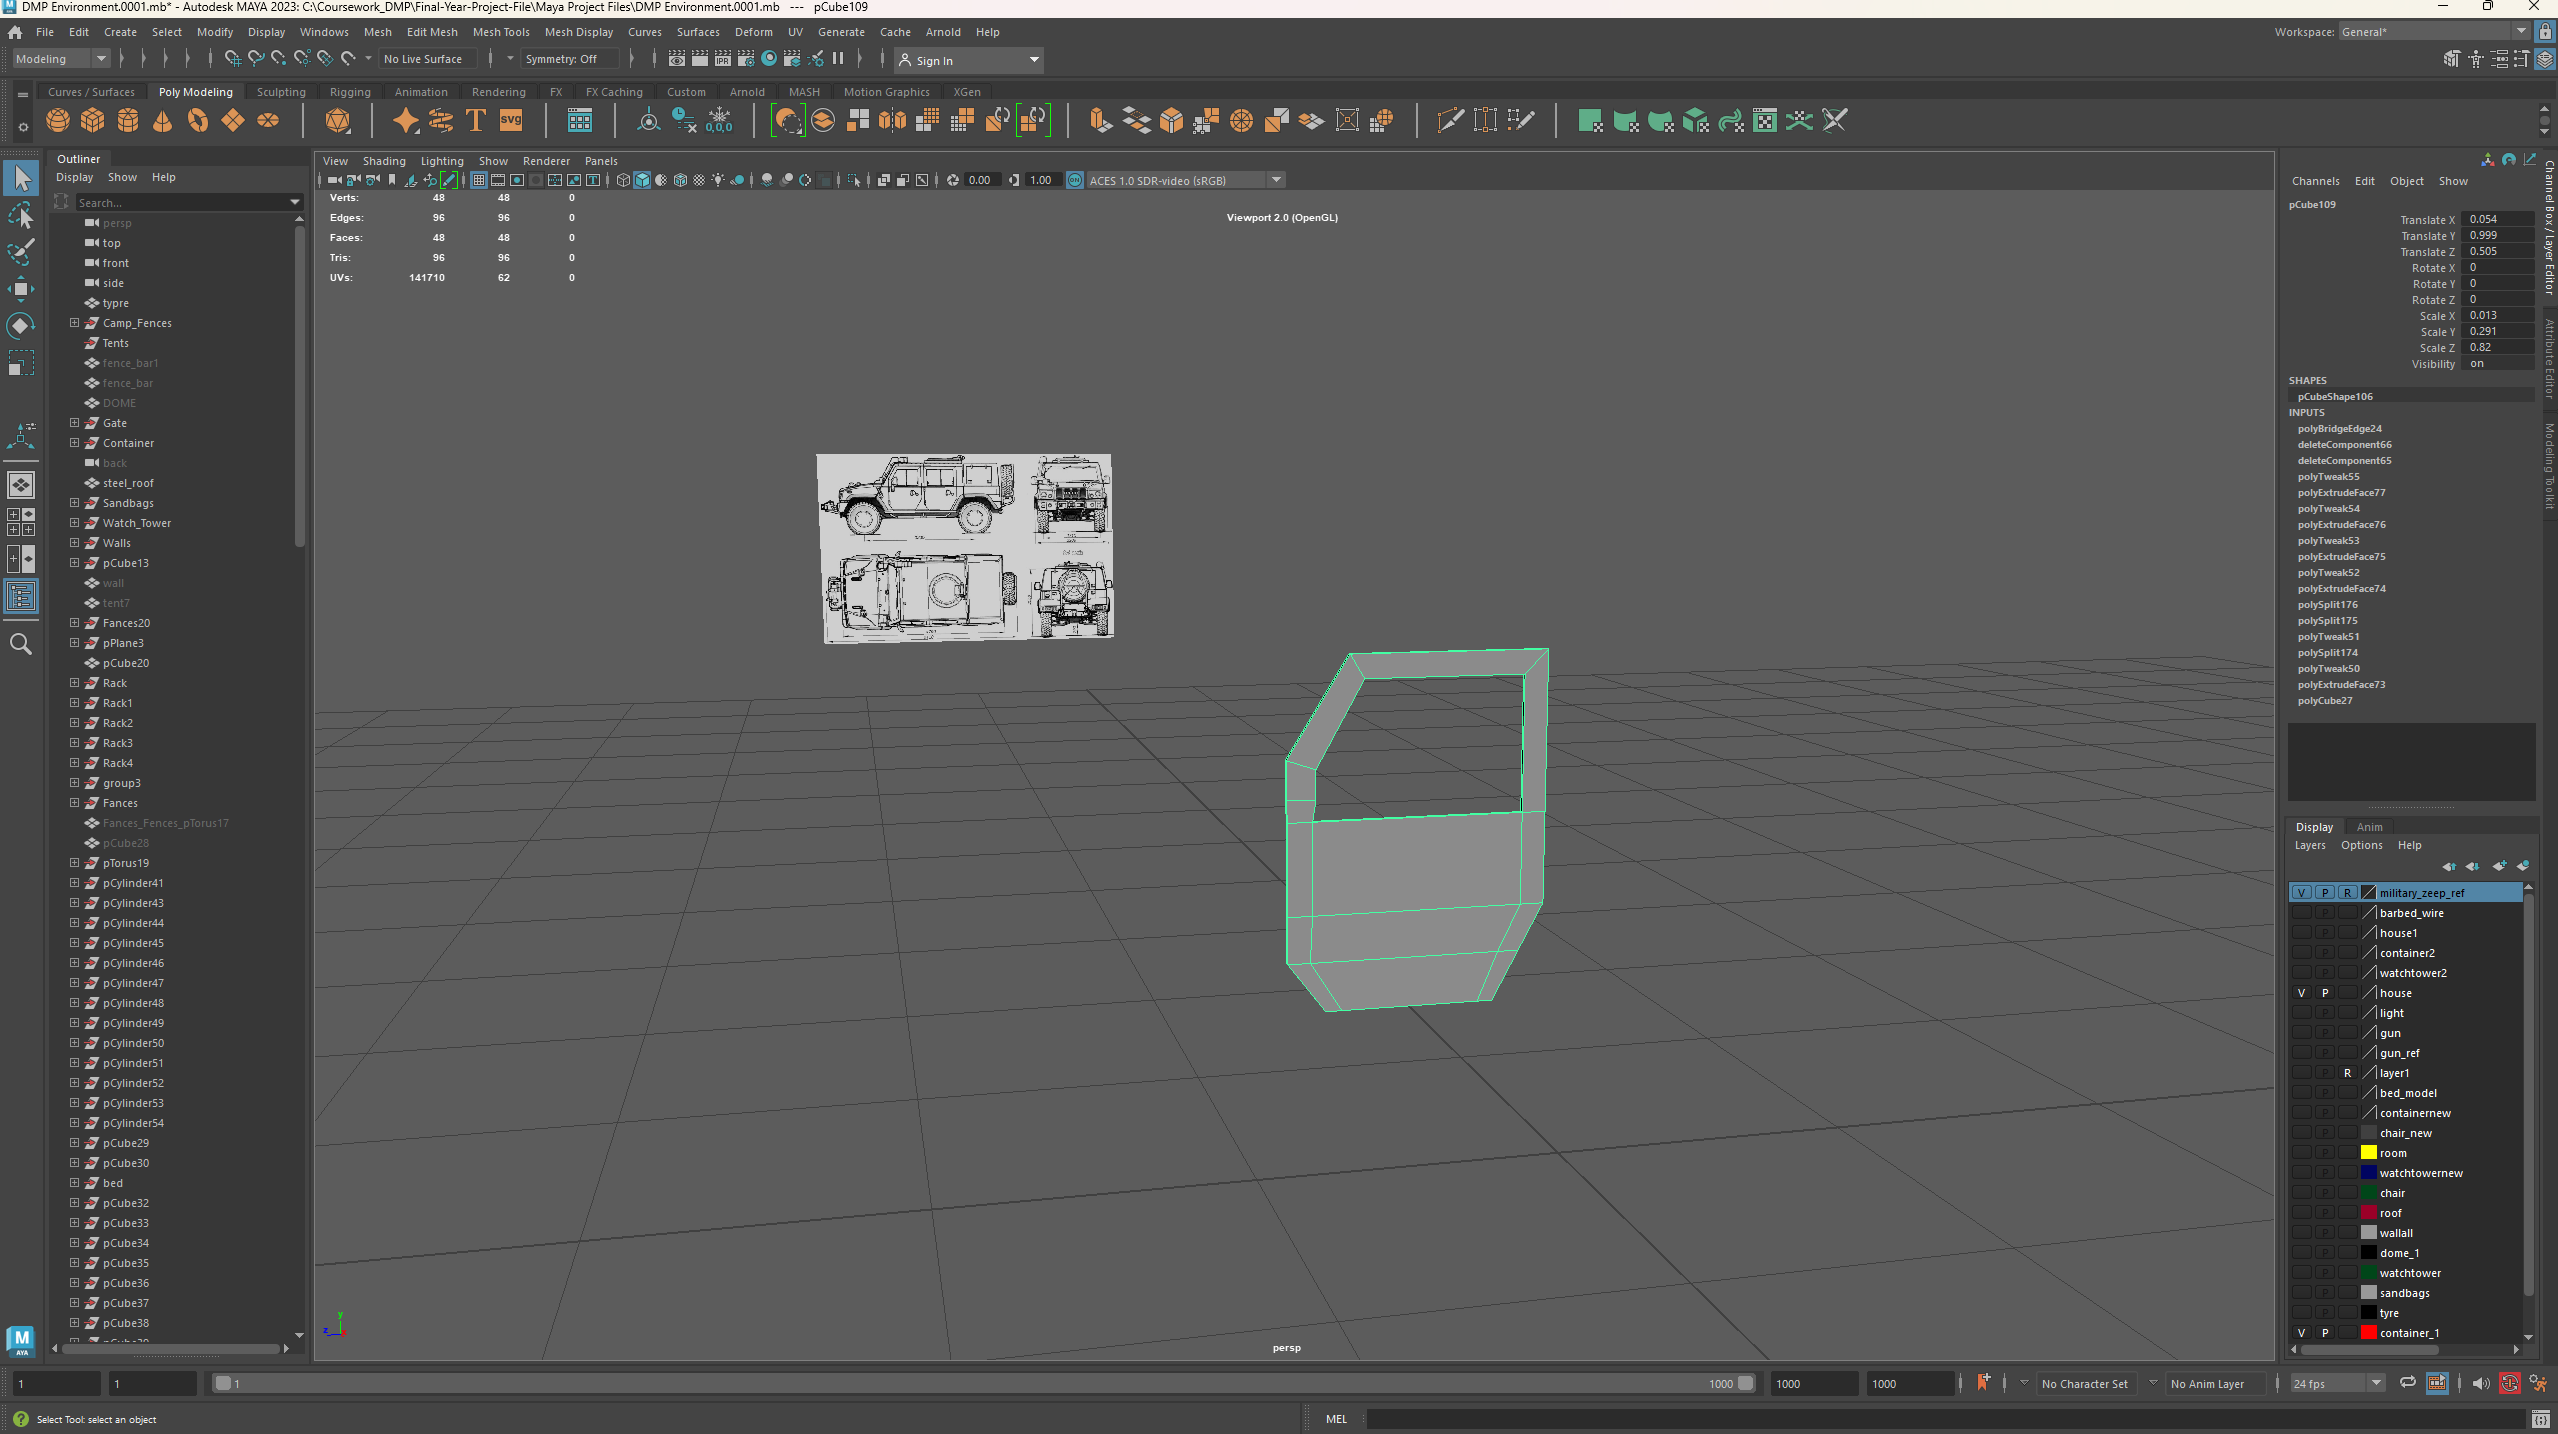 DMP Environment.0001.mb* - Autodesk MAYA 2023: C:\Coursework_DMP\Final-Year-Project-File\Maya Project Files\DMP Environment.0001.mb --- pCube109
File Edit Create Select Modify Display Windows Mesh Edit Mesh Mesh Tools Mesh Display Curves Surfaces Deform UV Generate Cache Arnold Help
Workspace: General*
Modeling No Live Surface Symmetry: Off IPR Sign In
Curves / Surfaces Poly Modeling Sculpting Rigging Animation Rendering FX FX Caching Custom Arnold MASH Motion Graphics XGen
T svg 0,0,0
Outliner
Display Show Help
Search...
persp
top
front
side
typre
Camp_Fences
Tents
fence_bar1
fence_bar
DOME
Gate
Container
back
steel_roof
Sandbags
Watch_Tower
Walls
pCube13
wall
tent7
Fances20
pPlane3
pCube20
Rack
Rack1
Rack2
Rack3
Rack4
group3
Fances
Fances_Fences_pTorus17
pCube28
pTorus19
pCylinder41
pCylinder43
pCylinder44
pCylinder45
pCylinder46
pCylinder47
pCylinder48
pCylinder49
pCylinder50
pCylinder51
pCylinder52
pCylinder53
pCylinder54
pCube29
pCube30
bed
pCube32
pCube33
pCube34
pCube35
pCube36
pCube37
pCube38
View Shading Lighting Show Renderer Panels
0.00 1.00 ON ACES 1.0 SDR-video (sRGB)
Verts: 48 48 0
Edges: 96 96 0
Faces: 48 48 0
Tris: 96 96 0
UVs: 141710 62 0
Viewport 2.0 (OpenGL)
y
z
persp
Channels Edit Object Show
pCube109
Translate X 0.054
Translate Y 0.999
Translate Z 0.505
Rotate X 0
Rotate Y 0
Rotate Z 0
Scale X 0.013
Scale Y 0.291
Scale Z 0.82
Visibility on
SHAPES
pCubeShape106
INPUTS
polyBridgeEdge24
deleteComponent66
deleteComponent65
polyTweak55
polyExtrudeFace77
polyTweak54
polyExtrudeFace76
polyTweak53
polyExtrudeFace75
polyTweak52
polyExtrudeFace74
polySplit176
polySplit175
polyTweak51
polySplit174
polyTweak50
polyExtrudeFace73
polyCube27
Channel Box / Layer Editor
Attribute Editor
Modeling Toolkit
Display Anim
Layers Options Help
V P R military_zeep_ref
P barbed_wire
P house1
P container2
P watchtower2
V P house
P light
P gun
P gun_ref
P R layer1
P bed_model
P containernew
P chair_new
P room
P watchtowernew
P chair
P roof
P wallall
P dome_1
P watchtower
P sandbags
P tyre
V P container_1
1 1 1 1000 1000 1000 No Character Set No Anim Layer 24 fps
M
AYA
Select Tool: select an object
MEL